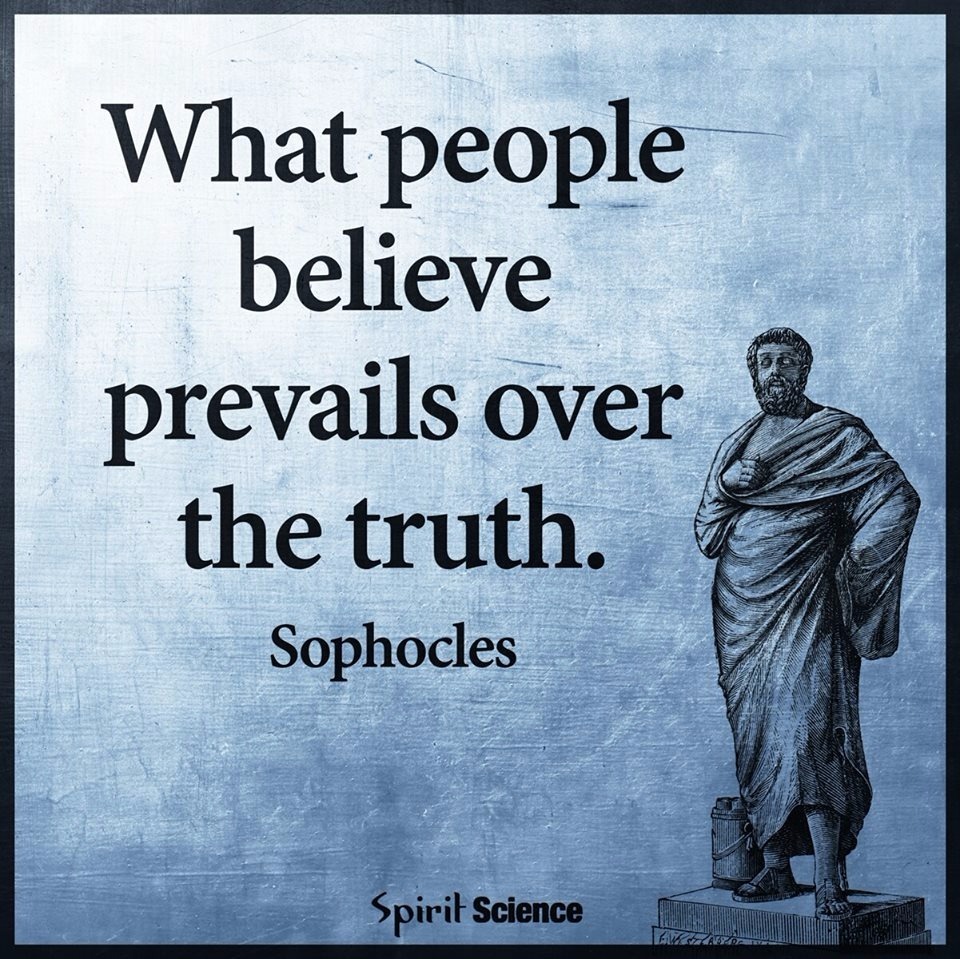 What people
believe
prevails over
the truth.
Sophocles
Spirit Science